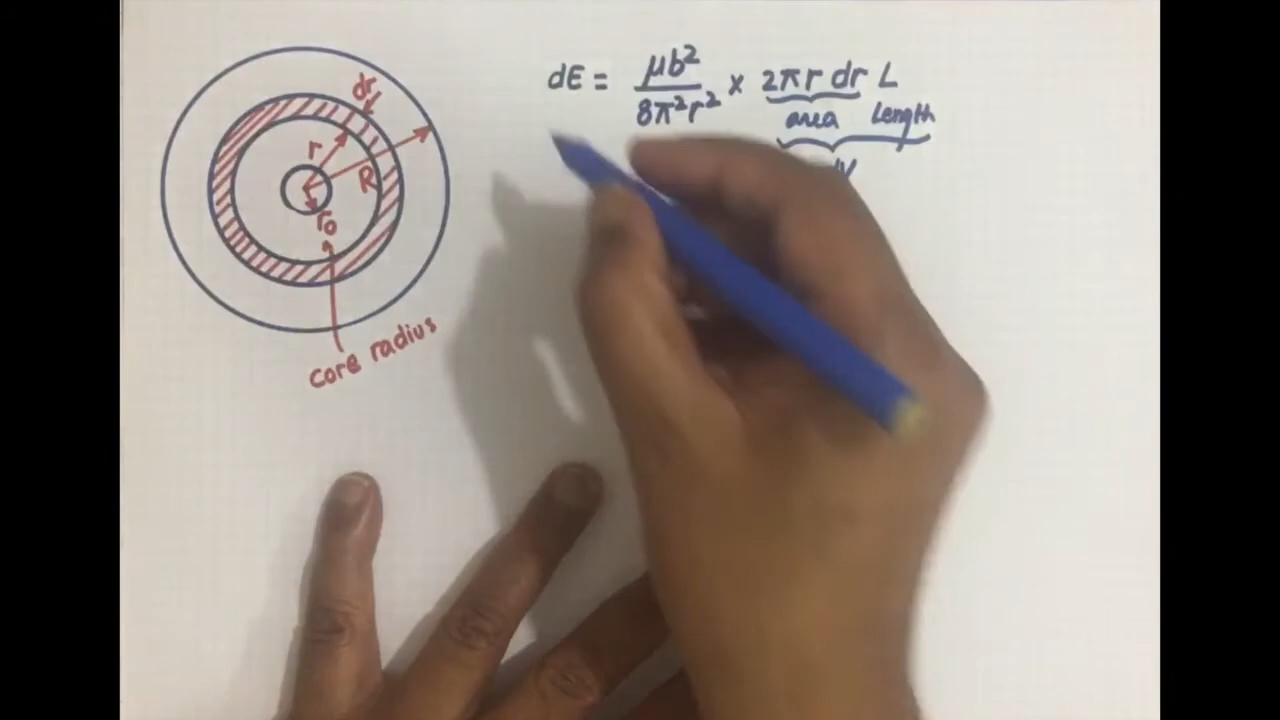 dr
r
R
r₀
core radius
dE = μb²/8π²r² × 2πr dr L
area Length